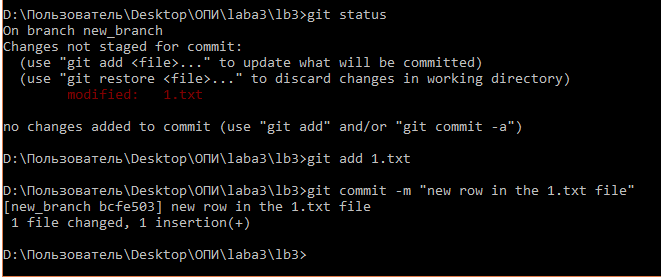 D:\Пользователь\Desktop\ОПИ\laba3\lb3>git status
On branch new_branch
Changes not staged for commit:
  (use "git add <file>..." to update what will be committed)
  (use "git restore <file>..." to discard changes in working directory)
        modified:   1.txt
no changes added to commit (use "git add" and/or "git commit -a")
D:\Пользователь\Desktop\ОПИ\laba3\lb3>git add 1.txt
D:\Пользователь\Desktop\ОПИ\laba3\lb3>git commit -m "new row in the 1.txt file"
[new_branch bcfe503] new row in the 1.txt file
 1 file changed, 1 insertion(+)
D:\Пользователь\Desktop\ОПИ\laba3\lb3>